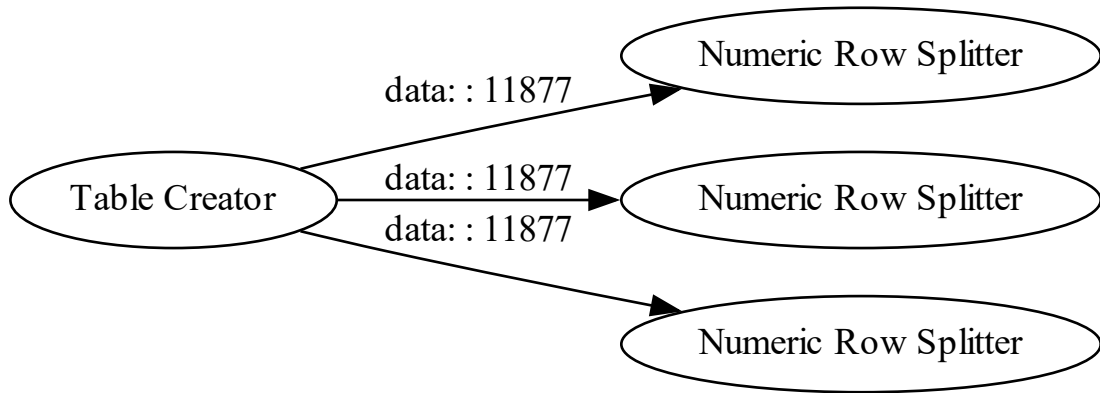 Numeric Row Splitter
data: : 11877
Table Creator
data: : 11877
Numeric Row Splitter
data: : 11877
Numeric Row Splitter